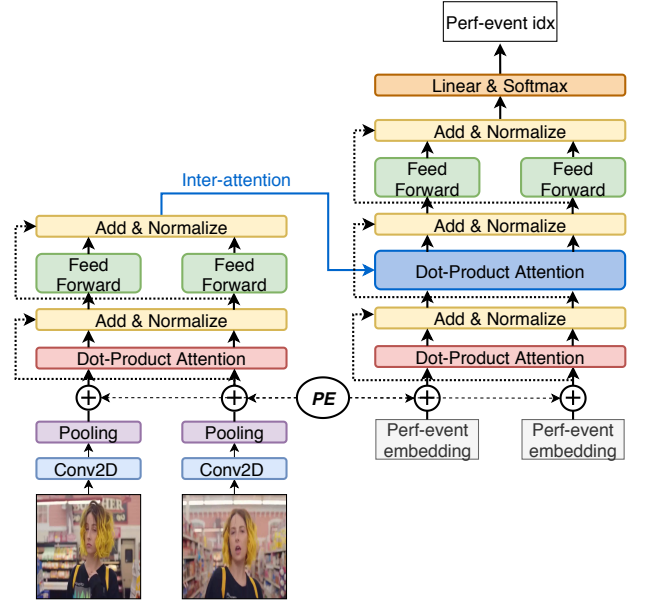 Perf-event idx
Linear & Softmax
Add & Normalize
Feed
Forward
Feed
Forward
Inter-attention
Add & Normalize
Add & Normalize
Feed
Forward
Feed
Forward
Dot-Product Attention
Add & Normalize
Add & Normalize
Dot-Product Attention
Dot-Product Attention
PE
Pooling
Pooling
Perf-event
embedding
Perf-event
embedding
Conv2D
Conv2D